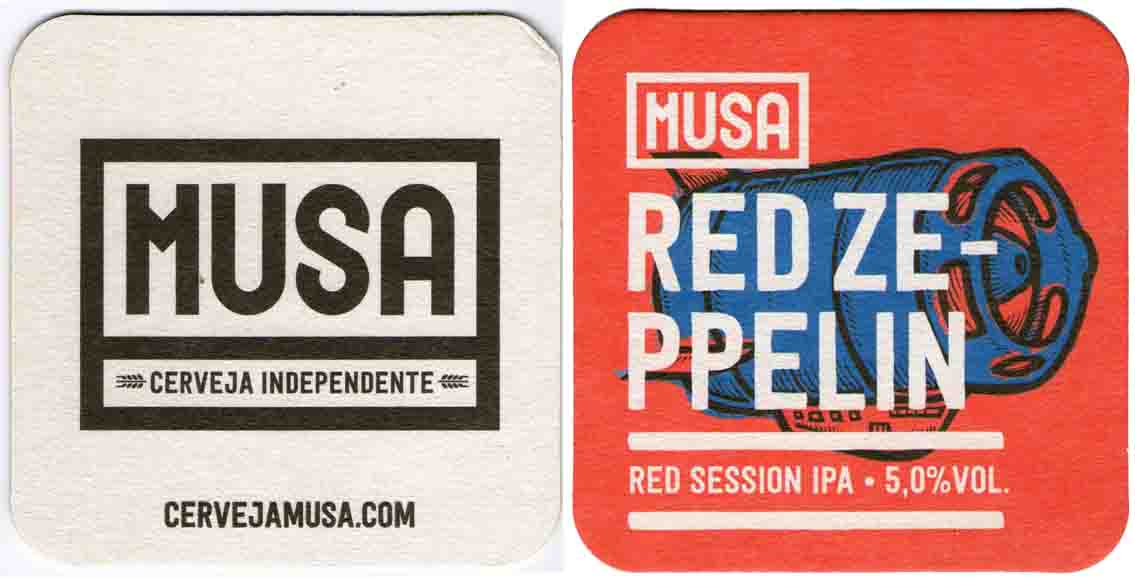 MUSA
CERVEJA INDEPENDENTE
CERVEJAMUSA.COM
MUSA
RED ZE-
PPELIN
RED SESSION IPA • 5,0%VOL.